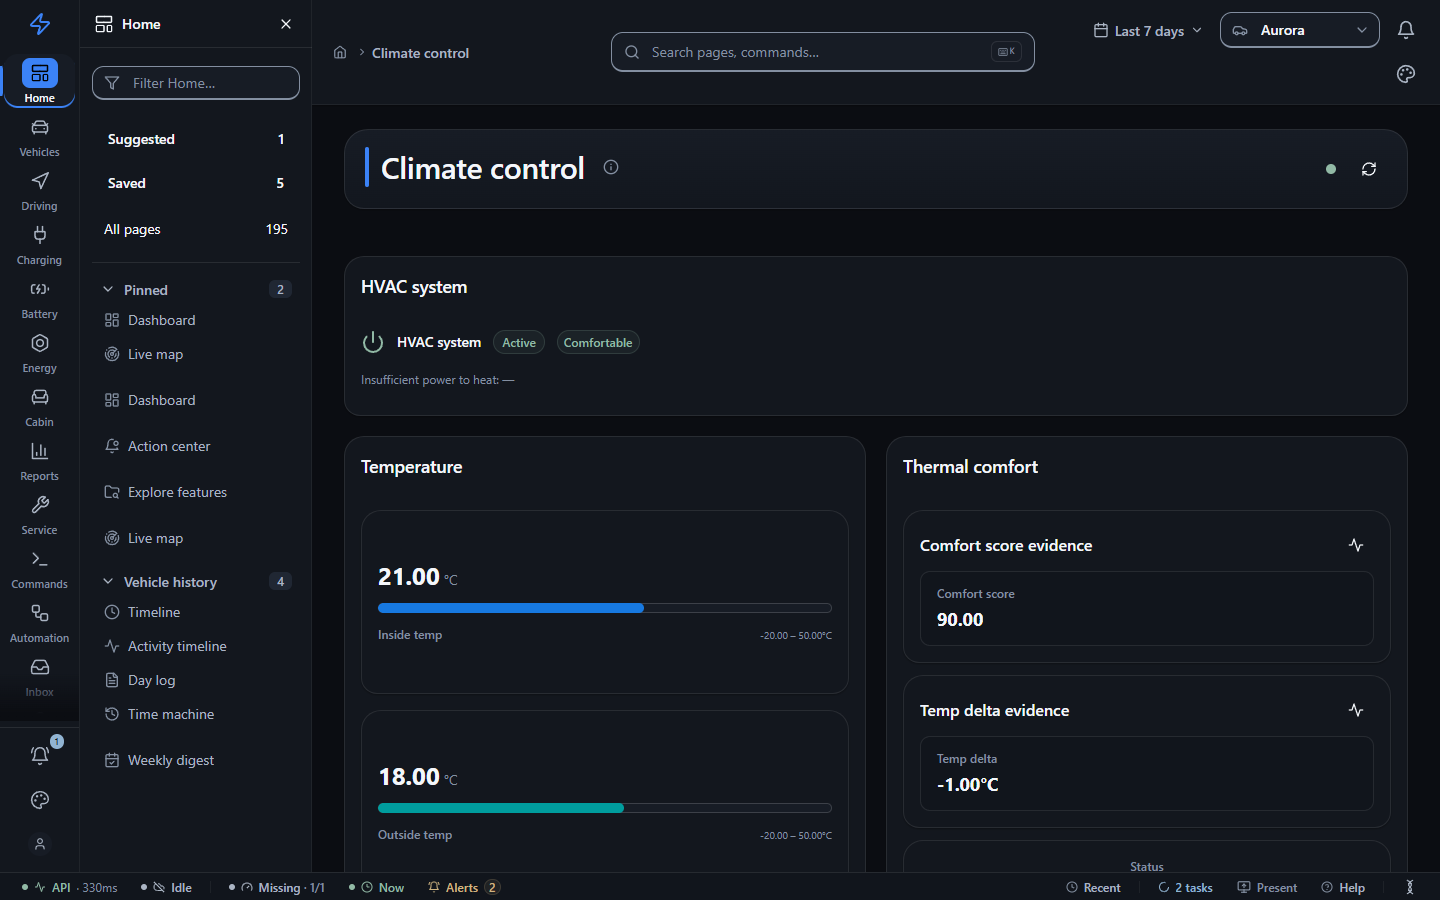 Home
Vehicles
Driving
Charging
Battery
Energy
Cabin
Reports
Service
Commands
Automation
Inbox
1
Home
Filter Home...
Suggested 1
Saved 5
All pages 195
Pinned 2
Dashboard
Live map
Dashboard
Action center
Explore features
Live map
Vehicle history 4
Timeline
Activity timeline
Day log
Time machine
Weekly digest
Climate control
Search pages, commands... K
Last 7 days
Aurora
Climate control
HVAC system
HVAC system Active Comfortable
Insufficient power to heat: —
Temperature
21.00 °C
Inside temp -20.00 – 50.00°C
18.00 °C
Outside temp -20.00 – 50.00°C
Thermal comfort
Comfort score evidence
Comfort score
90.00
Temp delta evidence
Temp delta
-1.00°C
Status
API · 330ms Idle Missing · 1/1 Now Alerts 2 Recent 2 tasks Present Help